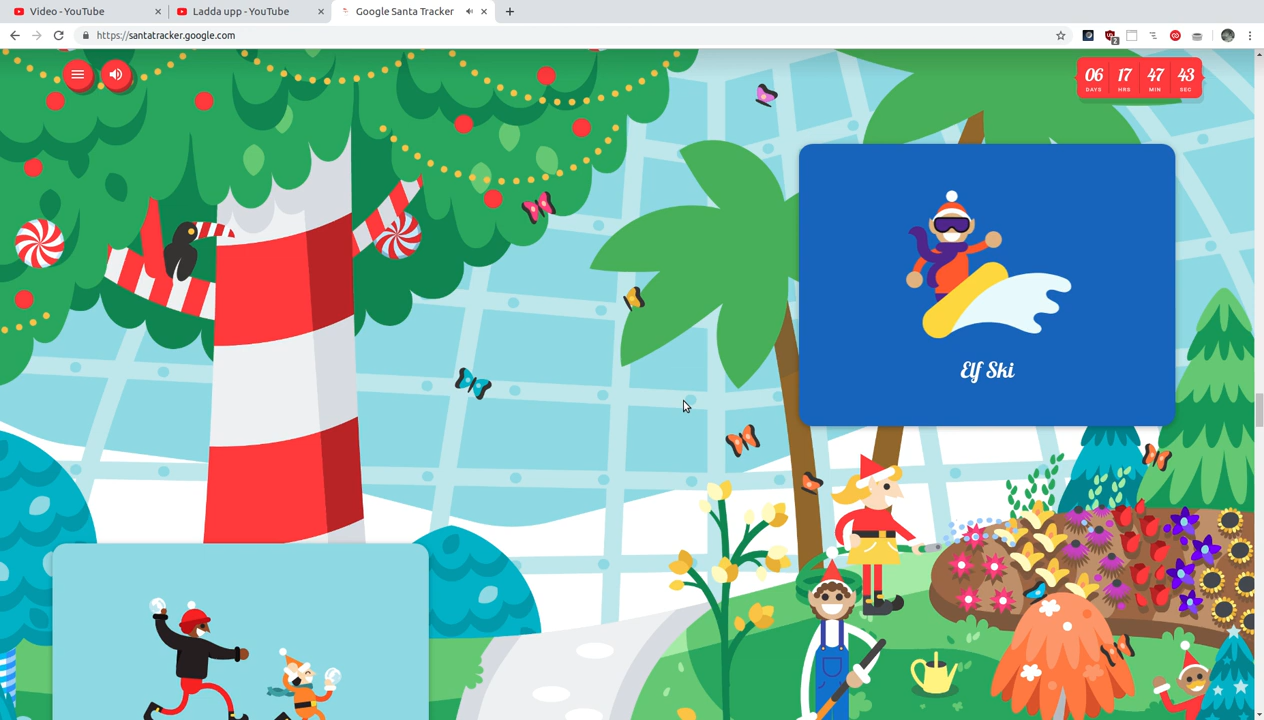 Video - YouTube
Ladda upp - YouTube
Google Santa Tracker
https://santatracker.google.com
2
06 17 47 43
DAYS HRS MIN SEC
Elf Ski